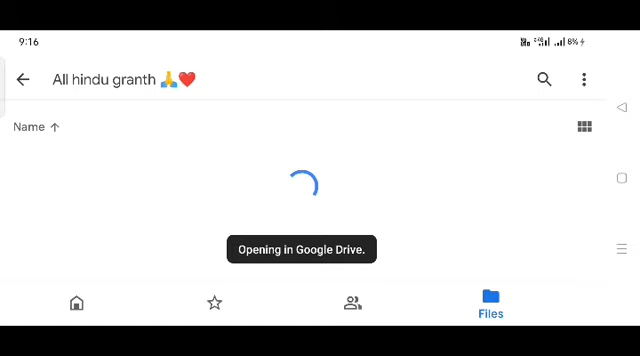 9:16
8%
All hindu granth 🙏❤️
Name ↑
Opening in Google Drive.
Files